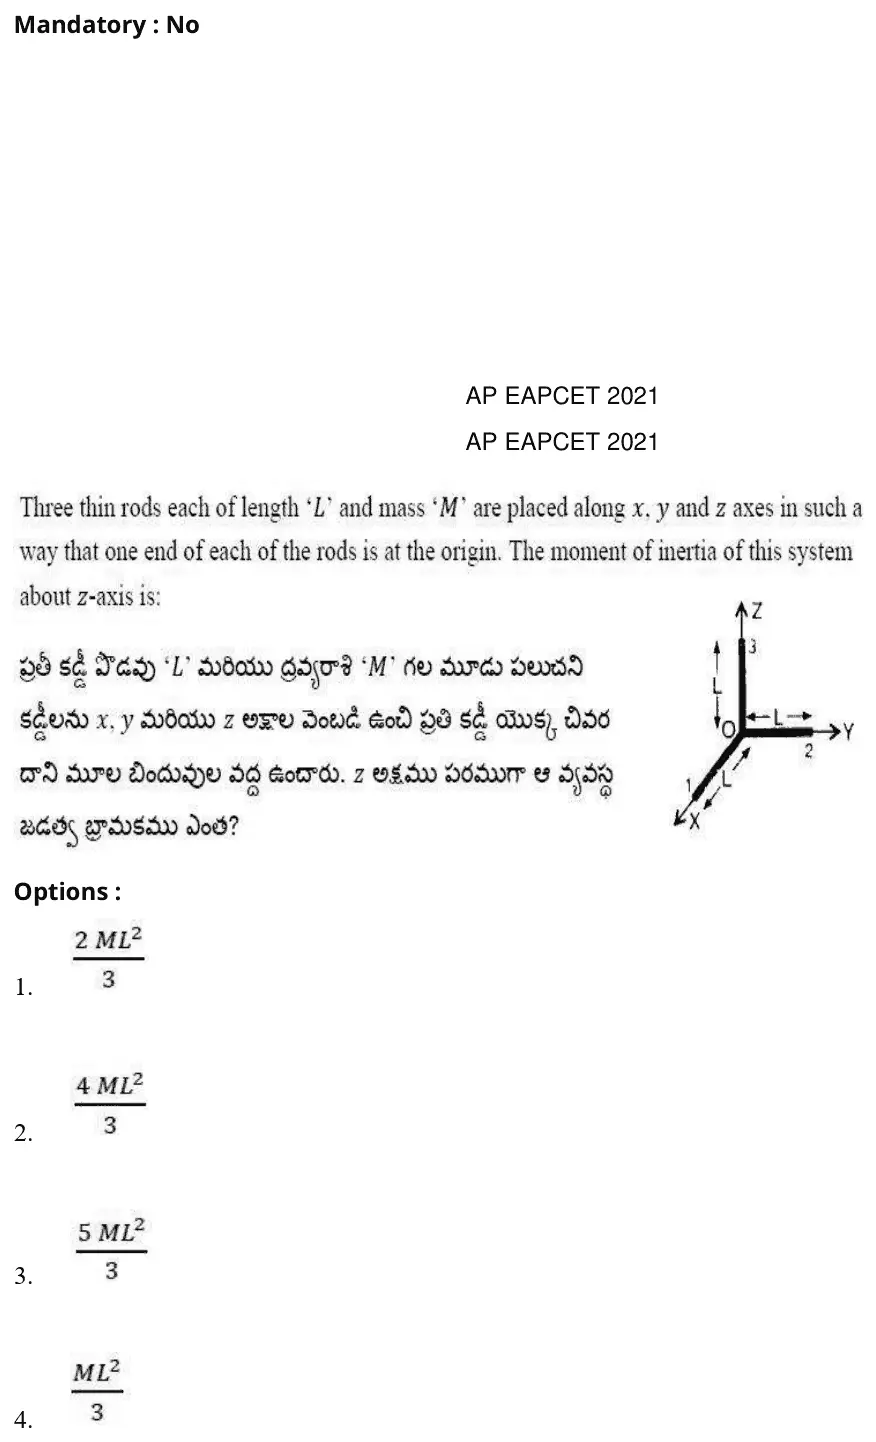 Mandatory : No
AP EAPCET 2021
AP EAPCET 2021
Three thin rods each of length ‘L’ and mass ‘M’ are placed along x, y and z axes in such a
way that one end of each of the rods is at the origin. The moment of inertia of this system
about z-axis is:
ప్రతీ కడ్డీ పొడవు ‘L’ మరియు ద్రవ్యరాశి ‘M’ గల మూడు పలుచని
కడ్డీలను x, y మరియు z అక్షాల వెంబడి ఉంచి ప్రతి కడ్డీ యొక్క చివర
దాని మూల బిందువుల వద్ద ఉందారు. z అక్షము పరముగా ఆ వ్యవస్థ
జడత్వ భ్రామకము ఎంత?
Z
3
L
O
L
Y
2
1
L
X
Options :
1. 2 ML²/3
2. 4 ML²/3
3. 5 ML²/3
4. ML²/3